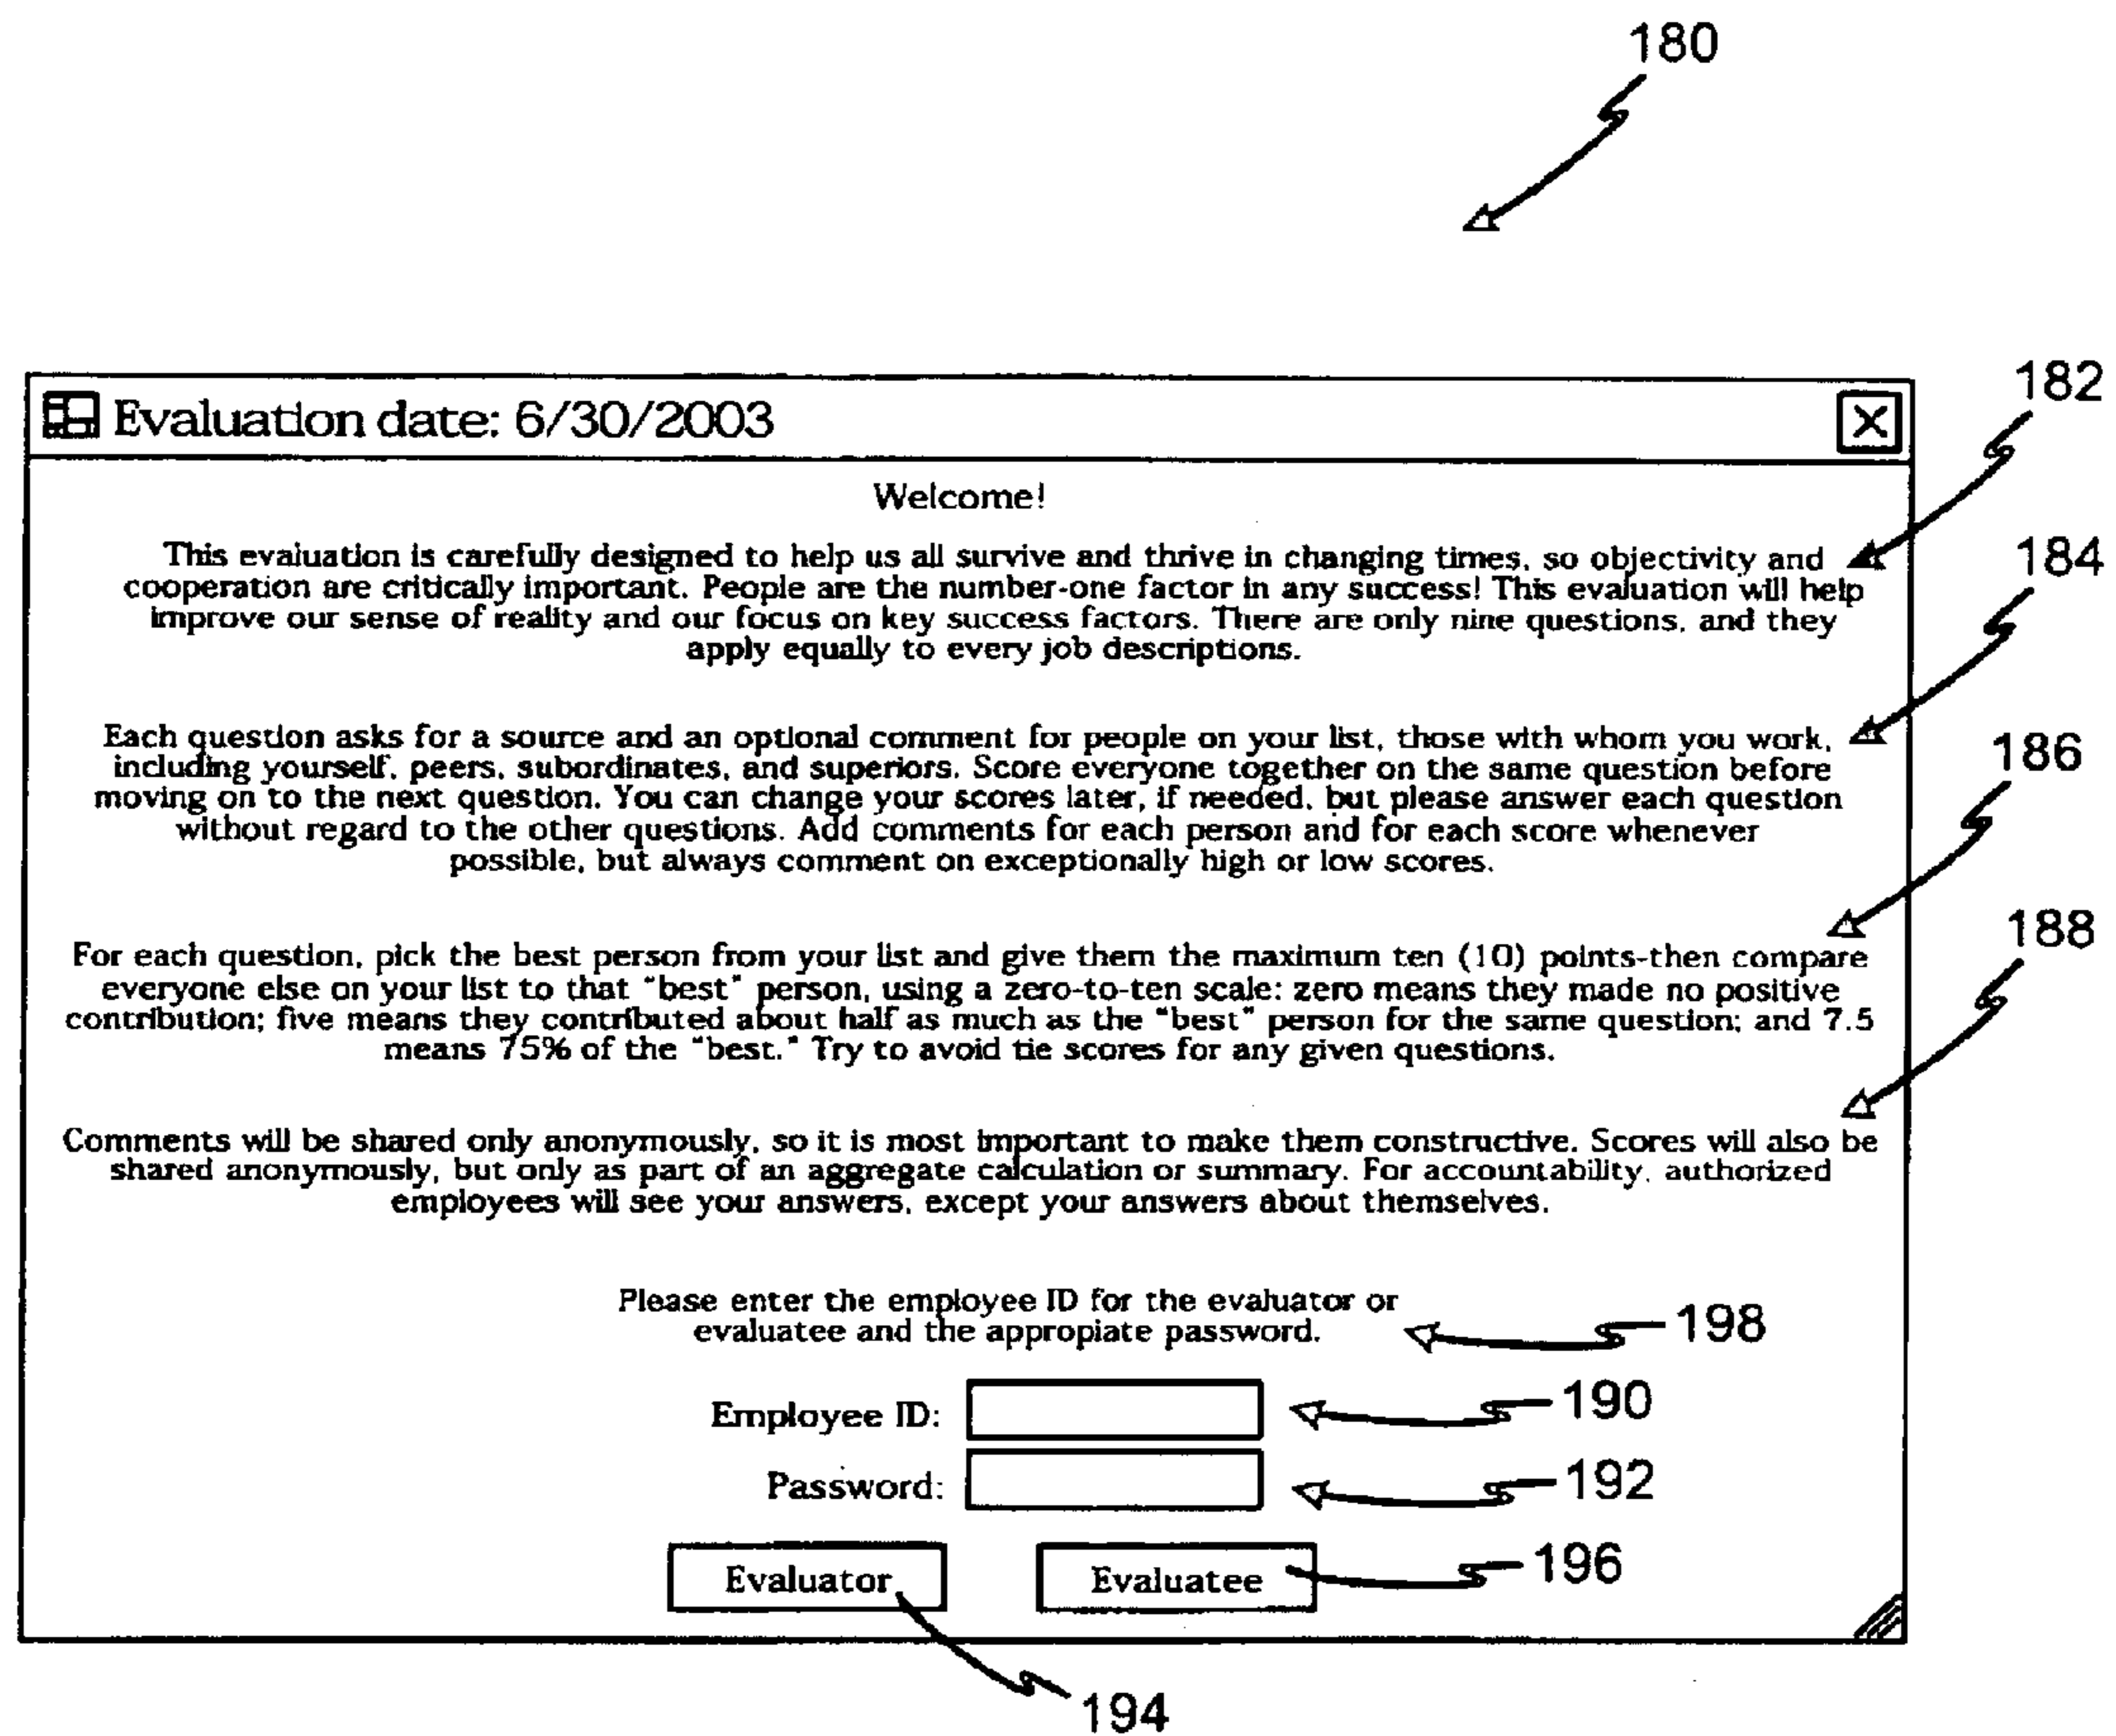 180
Evaluation date: 6/30/2003
182
Welcome!
This evaluation is carefully designed to help us all survive and thrive in changing times, so objectivity and
cooperation are critically important. People are the number-one factor in any success! This evaluation will help
improve our sense of reality and our focus on key success factors. There are only nine questions, and they
apply equally to every job descriptions.
184
Each question asks for a source and an optional comment for people on your list, those with whom you work,
including yourself, peers, subordinates, and superiors. Score everyone together on the same question before
moving on to the next question. You can change your scores later, if needed, but please answer each question
without regard to the other questions. Add comments for each person and for each score whenever
possible, but always comment on exceptionally high or low scores.
186
For each question, pick the best person from your list and give them the maximum ten (10) points-then compare
everyone else on your list to that "best" person, using a zero-to-ten scale: zero means they made no positive
contribution; five means they contributed about half as much as the "best" person for the same question; and 7.5
means 75% of the "best." Try to avoid tie scores for any given questions.
188
Comments will be shared only anonymously, so it is most important to make them constructive. Scores will also be
shared anonymously, but only as part of an aggregate calculation or summary. For accountability, authorized
employees will see your answers, except your answers about themselves.
Please enter the employee ID for the evaluator or
evaluatee and the appropiate password.
198
Employee ID:
190
Password:
192
Evaluator
Evaluatee
196
194